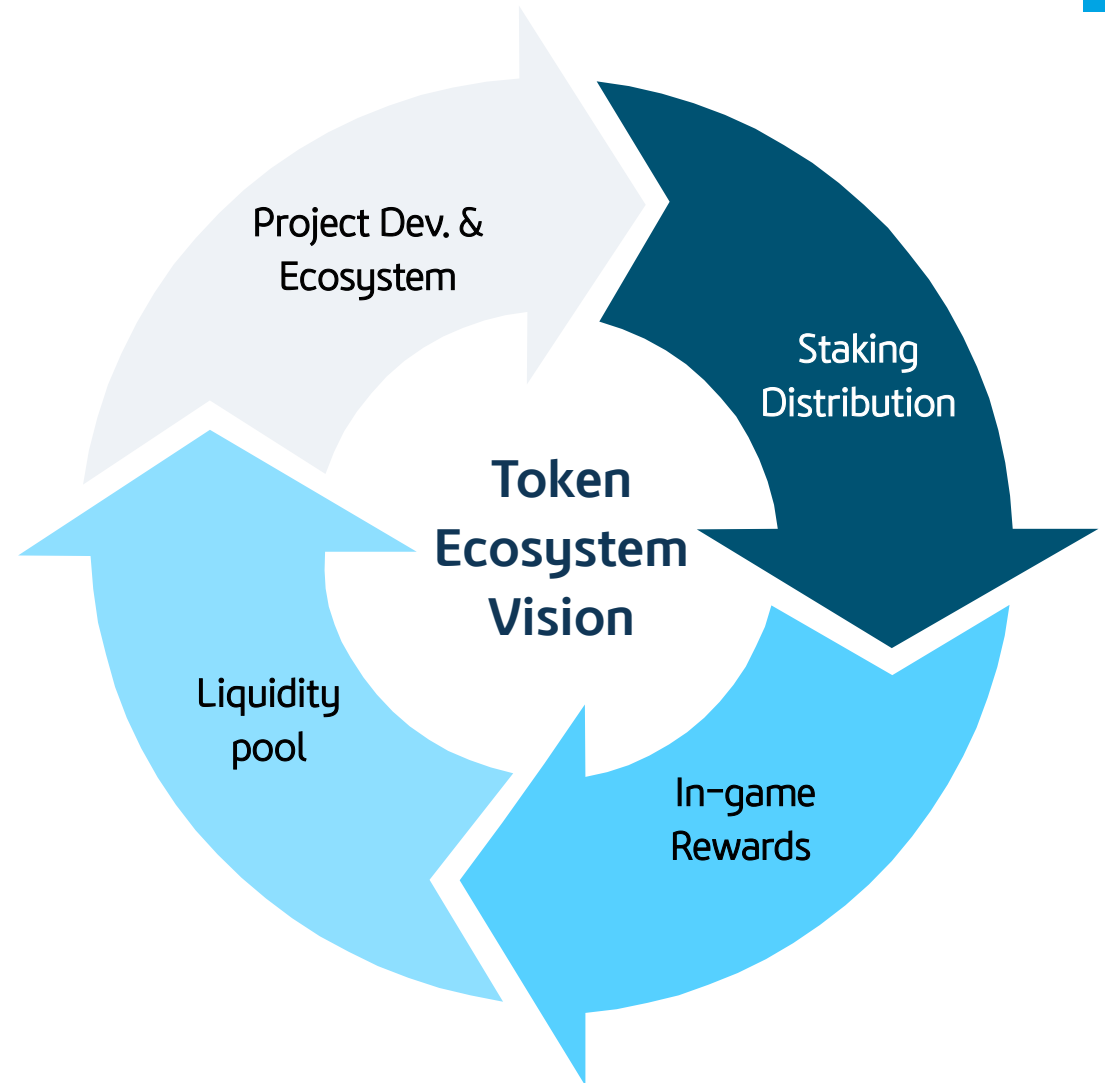 Project Dev. &
Ecosystem
Staking
Distribution
Token
Ecosystem
Vision
Liquidity
pool
In-game
Rewards